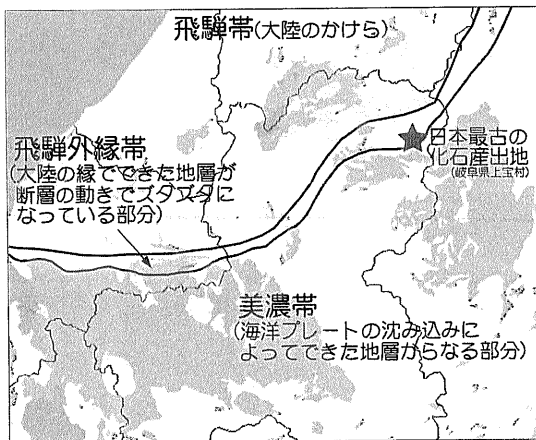 飛騨帯(大陸のかけら)
日本最古の
化石産出地
(岐阜県上宝村)
飛騨外縁帯
(大陸の縁でできた地層が
断層の動きでズタズタに
なっている部分)
美濃帯
(海洋プレートの沈み込みに
よってできた地層からなる部分)